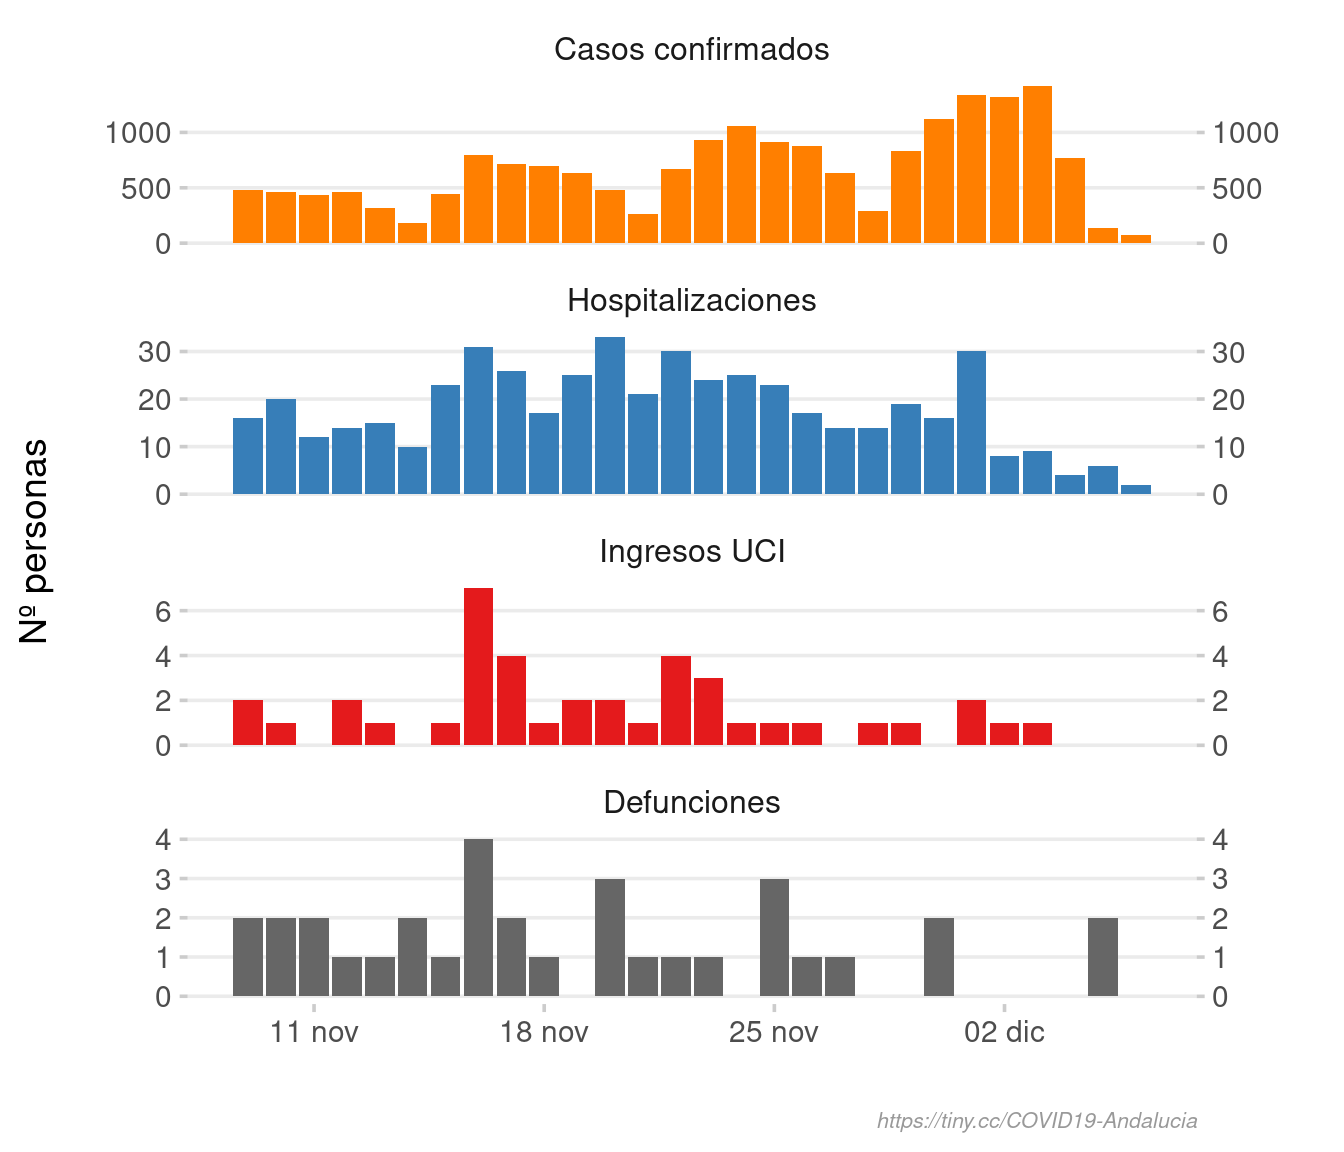 Casos confirmados
1000 1000
500 500
0 0
Hospitalizaciones
30 30
20 20
10 10
0 0
Nº personas
Ingresos UCI
6 6
4 4
2 2
0 0
Defunciones
4 4
3 3
2 2
1 1
0 0
11 nov 18 nov 25 nov 02 dic
https://tiny.cc/COVID19-Andalucia